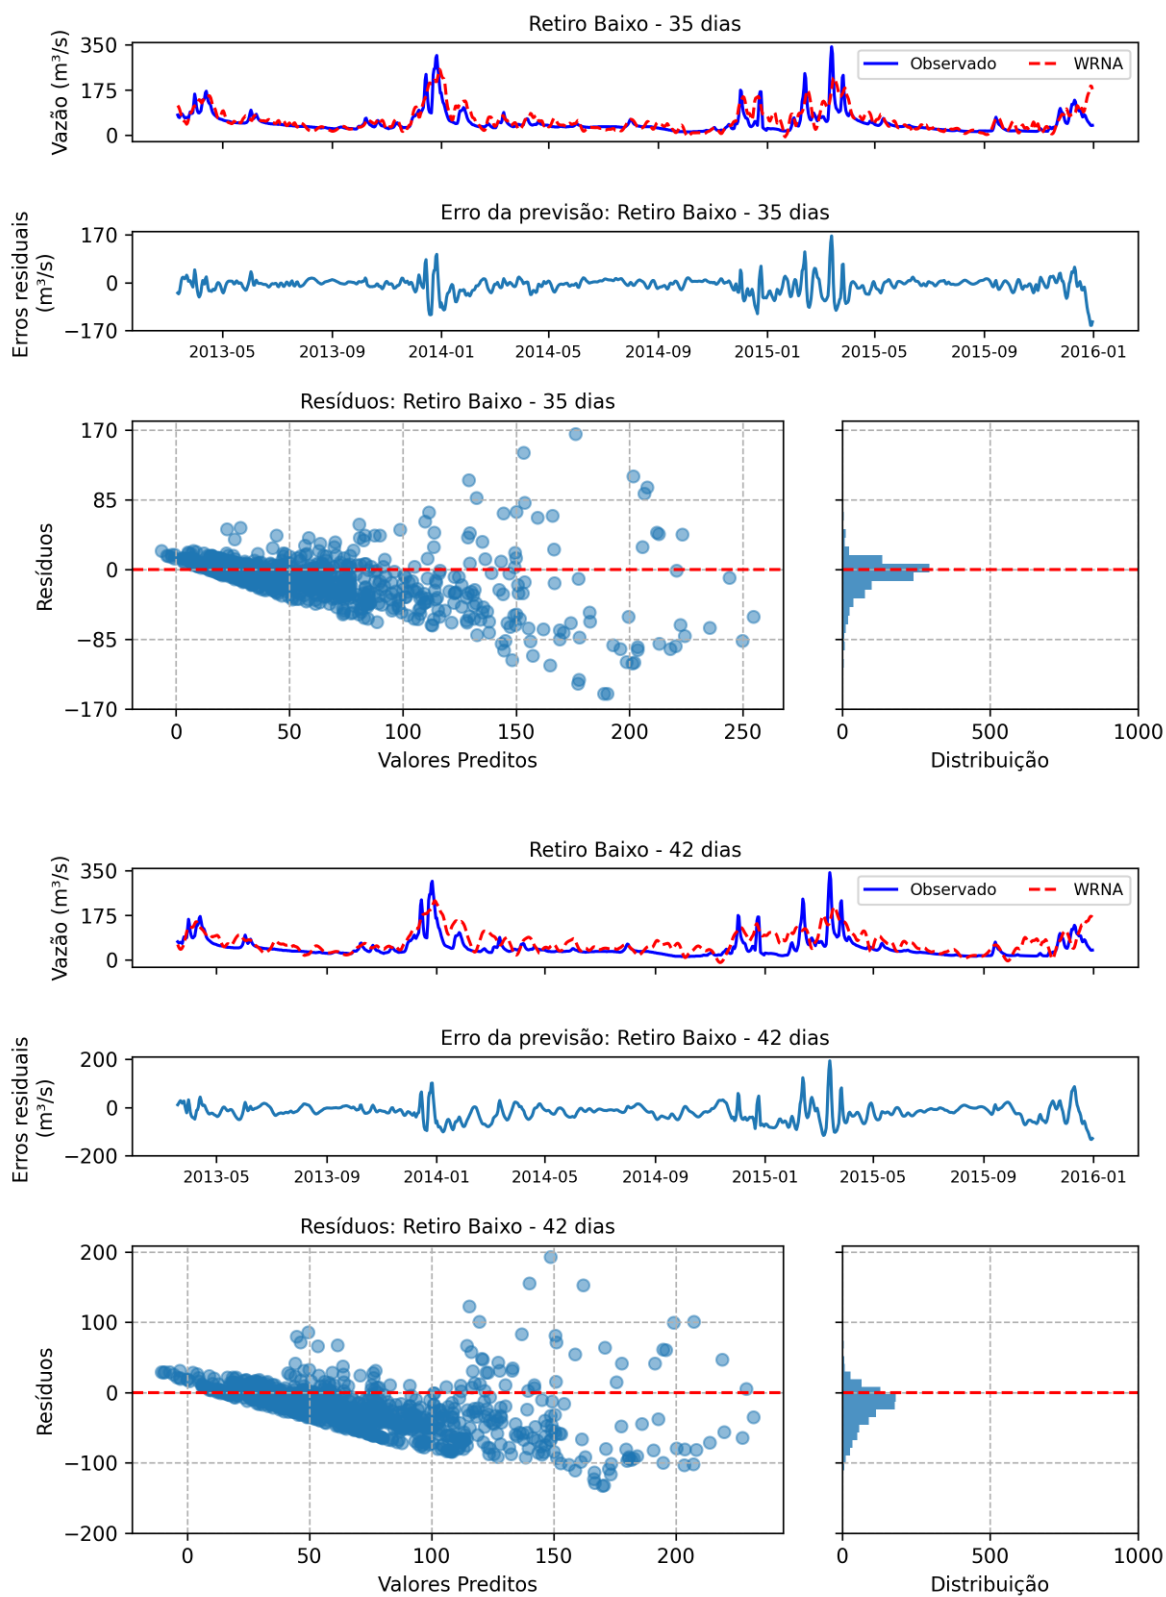 Retiro Baixo - 35 dias
Vazão (m³/s)
350
175
0
Observado
WRNA
Erro da previsão: Retiro Baixo - 35 dias
Erros residuais
(m³/s)
170
0
−170
2013-05 2013-09 2014-01 2014-05 2014-09 2015-01 2015-05 2015-09 2016-01
Resíduos: Retiro Baixo - 35 dias
Resíduos
170
85
0
−85
−170
0 50 100 150 200 250
Valores Preditos
0 500 1000
Distribuição
Retiro Baixo - 42 dias
Vazão (m³/s)
350
175
0
Observado
WRNA
Erro da previsão: Retiro Baixo - 42 dias
Erros residuais
(m³/s)
200
0
−200
2013-05 2013-09 2014-01 2014-05 2014-09 2015-01 2015-05 2015-09 2016-01
Resíduos: Retiro Baixo - 42 dias
Resíduos
200
100
0
−100
−200
0 50 100 150 200
Valores Preditos
0 500 1000
Distribuição